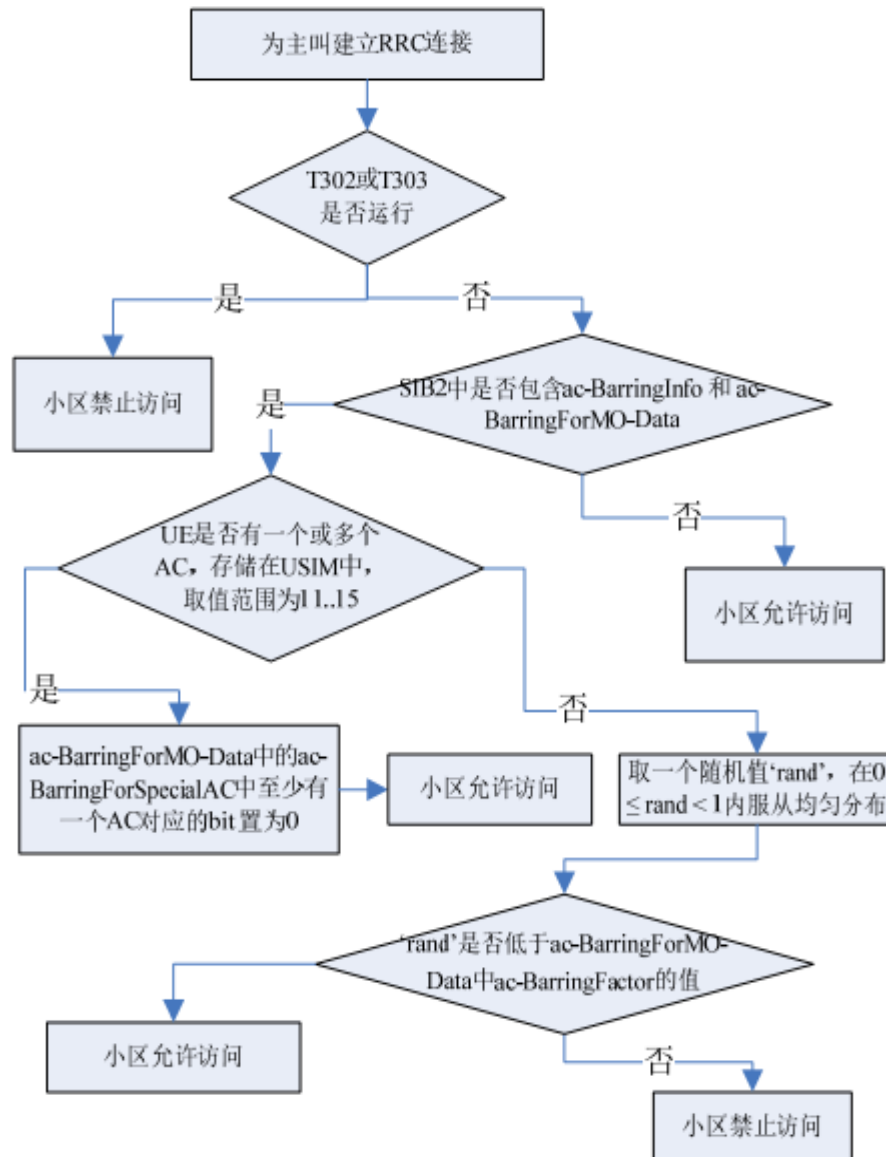 为主叫建立RRC连接
T302或T303
是否运行
是
否
小区禁止访问
SIB2中是否包含ac-BarringInfo 和 ac-
BarringForMO-Data
是
否
UE是否有一个或多个
AC，存储在USIM中，
取值范围为11..15
小区允许访问
是
否
ac-BarringForMO-Data中的ac-
BarringForSpecialAC中至少有
一个AC对应的bit 置为0
小区允许访问
取一个随机值‘rand’，在0
≤ rand < 1内服从均匀分布
‘rand’是否低于ac-BarringForMO-
Data中ac-BarringFactor的值
是
否
小区允许访问
小区禁止访问